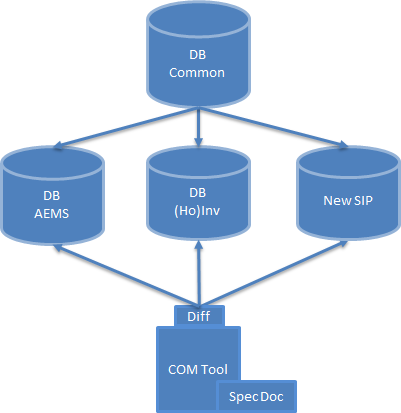 DB
Common
DB
AEMS
DB
(Ho)Inv
New SIP
Diff
COM Tool
Spec Doc